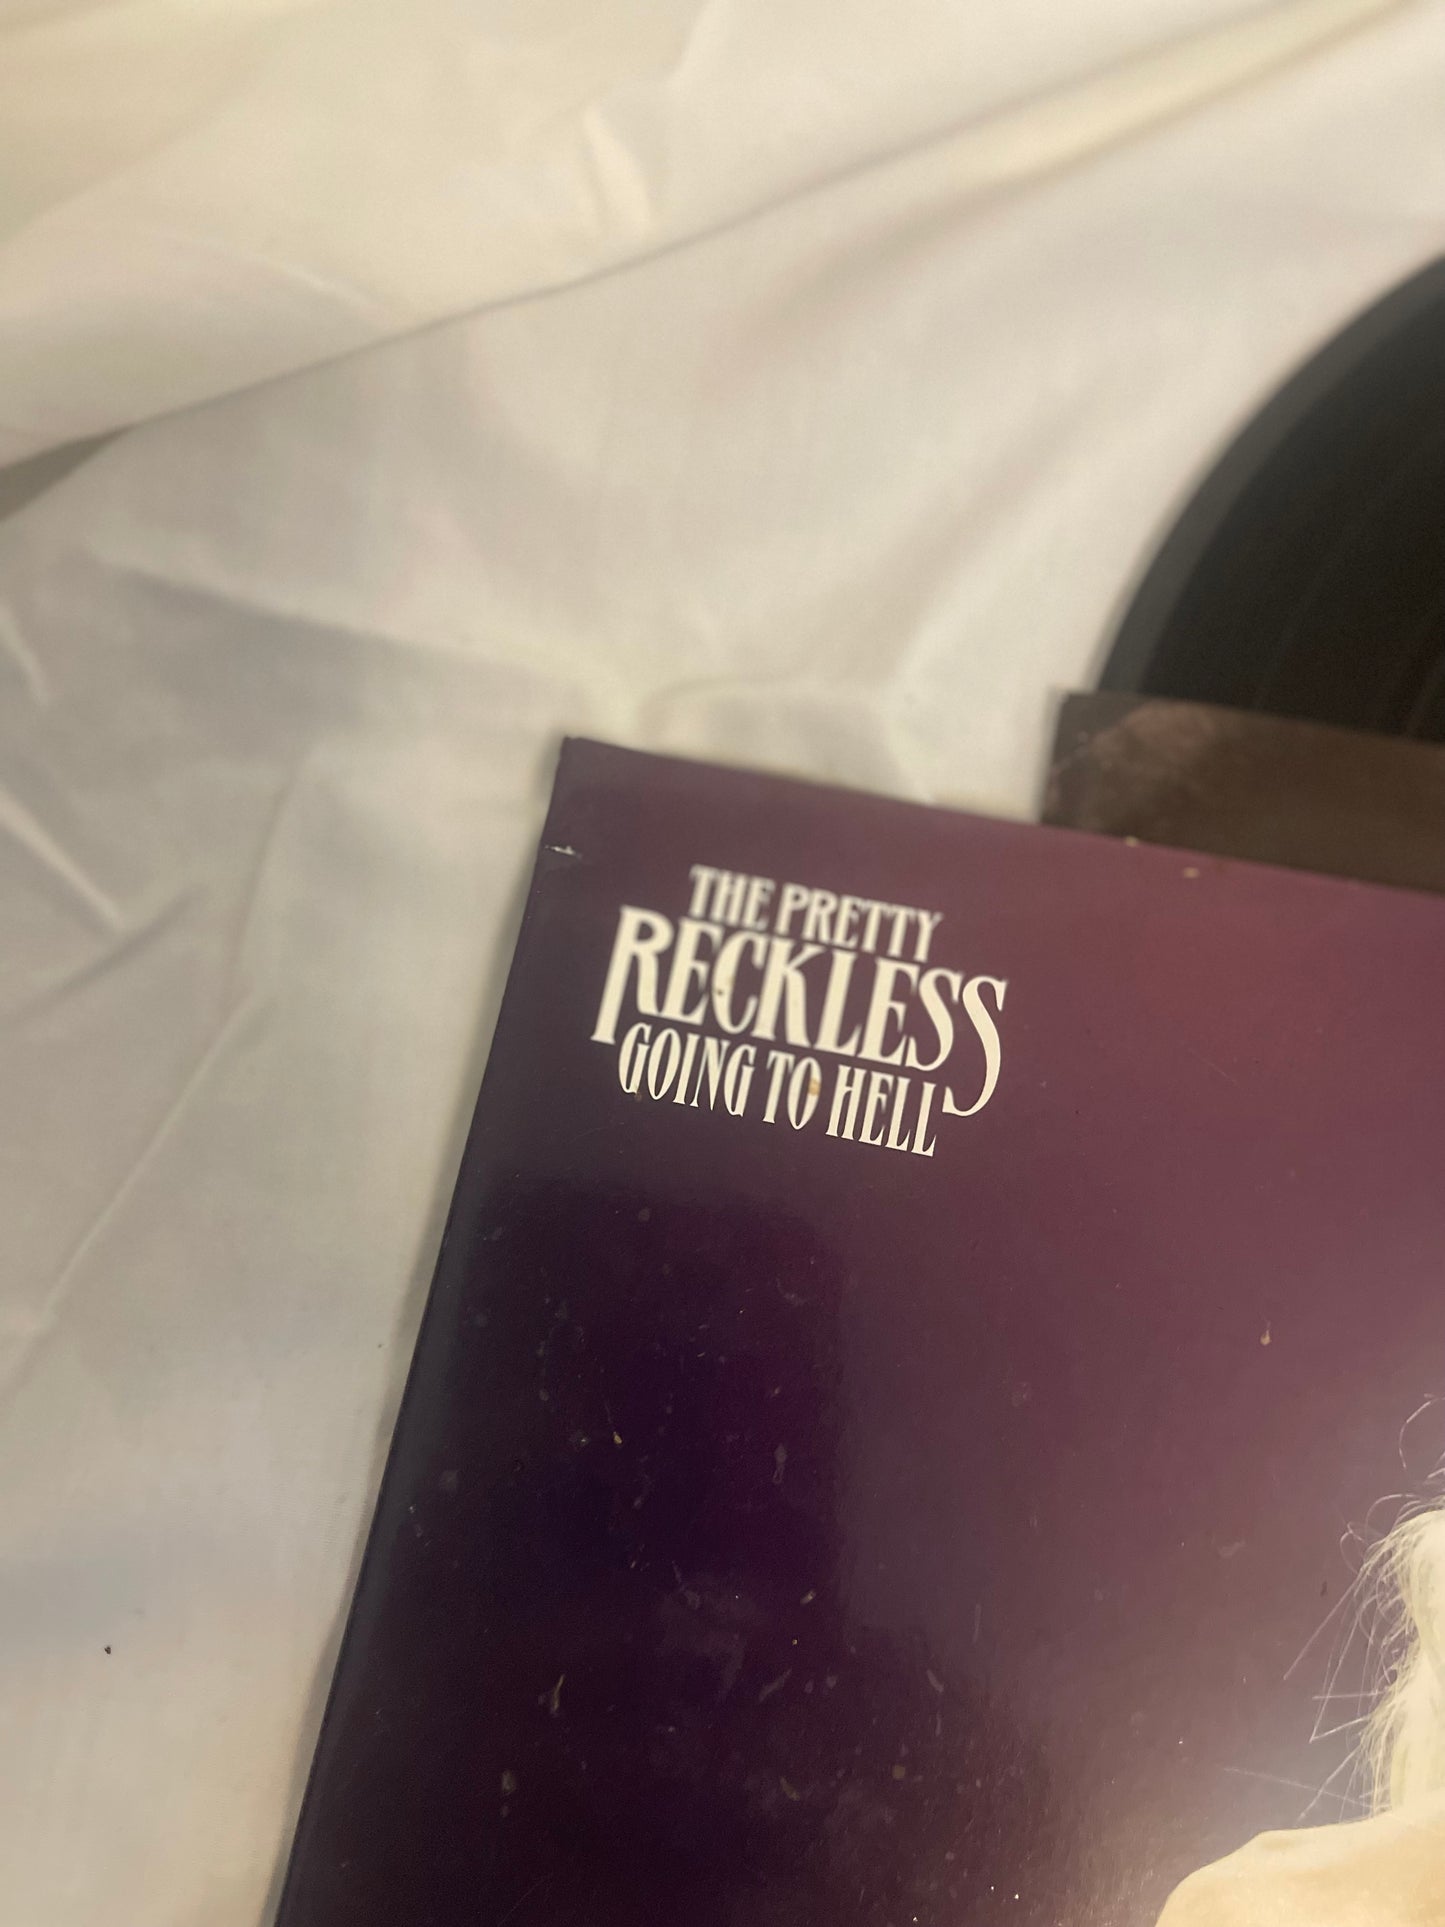 THE PRETTY
RECKLESS
GOING TO HELL